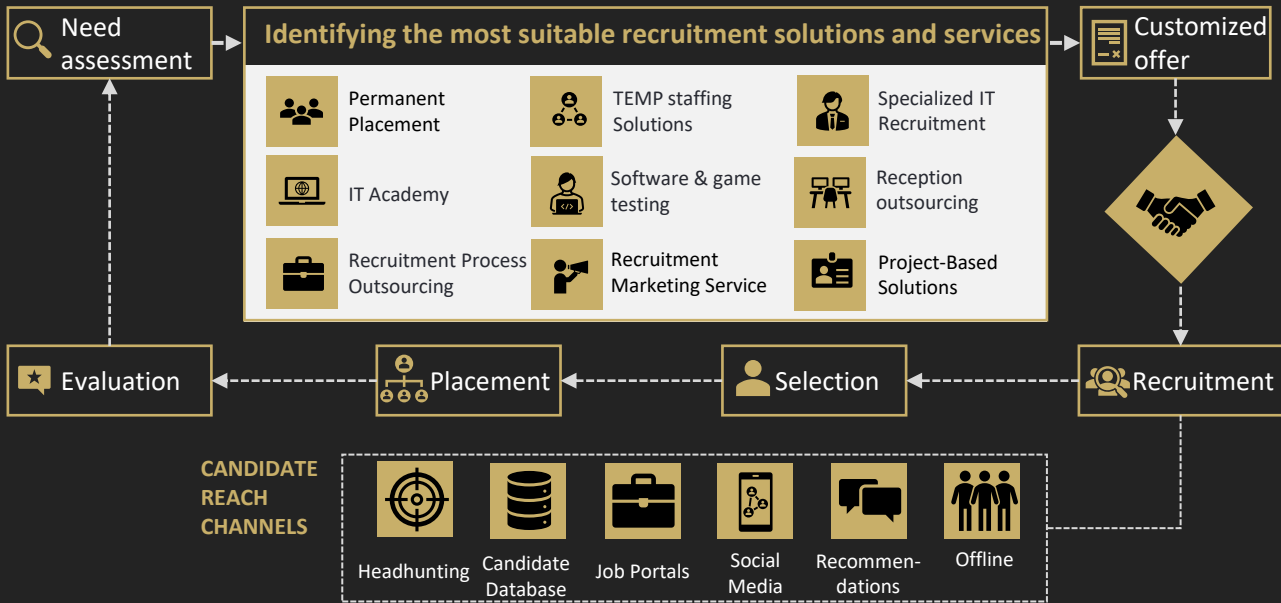 Need
assessment
Identifying the most suitable recruitment solutions and services
Customized
offer
Permanent
Placement
TEMP staffing
Solutions
Specialized IT
Recruitment
IT Academy
Software & game
testing
Reception
outsourcing
Recruitment Process
Outsourcing
Recruitment
Marketing Service
Project-Based
Solutions
Evaluation
Placement
Selection
Recruitment
CANDIDATE
REACH
CHANNELS
Headhunting
Candidate
Database
Job Portals
Social
Media
Recommen-
dations
Offline